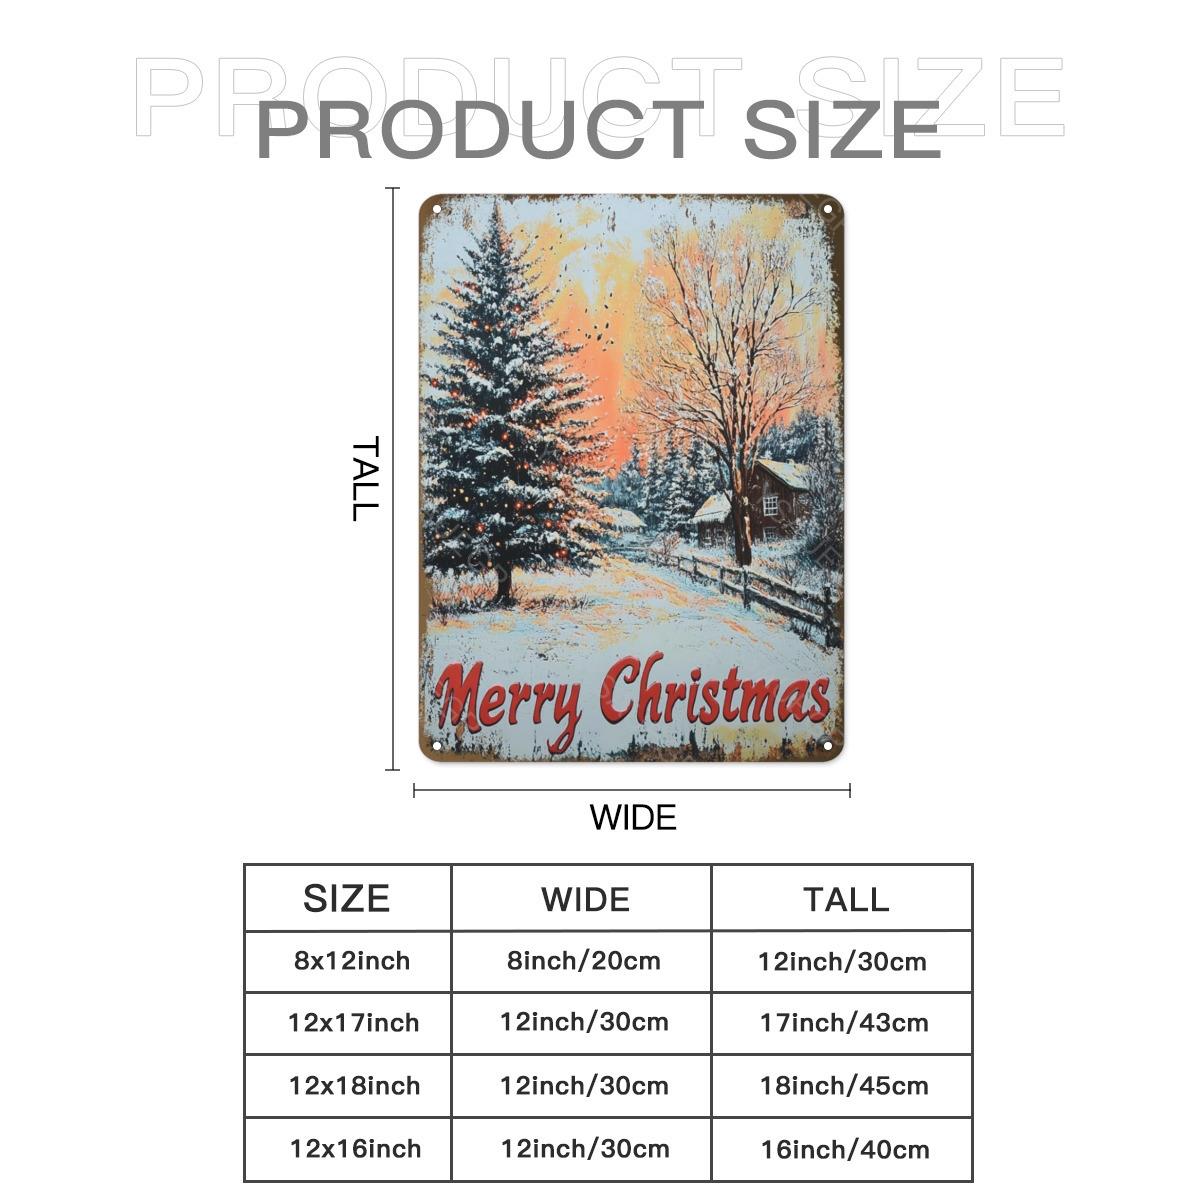 PRODUCT SIZE
PRODUCT SIZE
TALL
Merry Christmas
WIDE
SIZE WIDE TALL
8x12inch 8inch/20cm 12inch/30cm
12x17inch 12inch/30cm 17inch/43cm
12x18inch 12inch/30cm 18inch/45cm
12x16inch 12inch/30cm 16inch/40cm